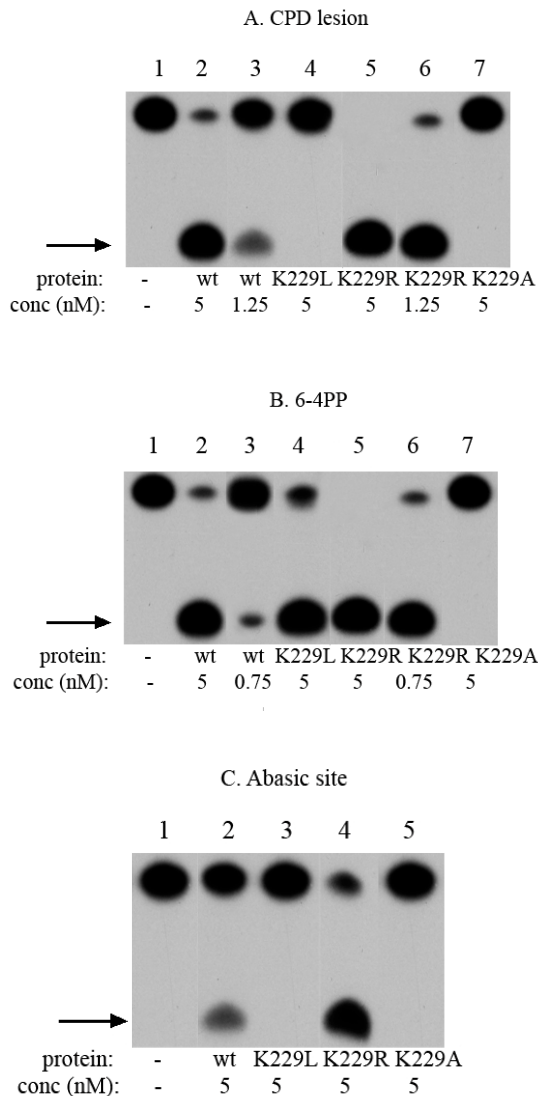 A. CPD lesion
1 2 3 4 5 6 7
protein: - wt wt K229L K229R K229R K229A
conc (nM): - 5 1.25 5 5 1.25 5
B. 6-4PP
1 2 3 4 5 6 7
protein: - wt wt K229L K229R K229R K229A
conc (nM): - 5 0.75 5 5 0.75 5
C. Abasic site
1 2 3 4 5
protein: - wt K229L K229R K229A
conc (nM): - 5 5 5 5